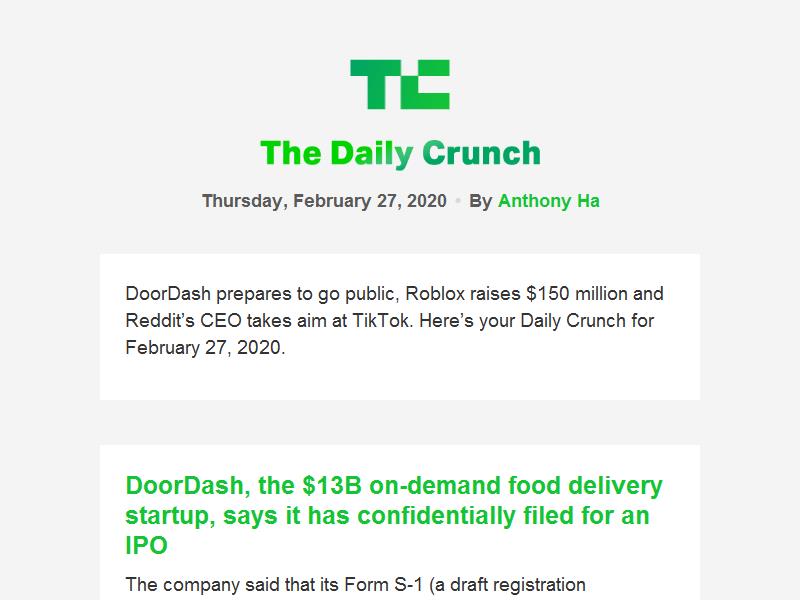 TC
The Daily Crunch
Thursday, February 27, 2020 • By Anthony Ha
DoorDash prepares to go public, Roblox raises $150 million and
Reddit’s CEO takes aim at TikTok. Here’s your Daily Crunch for
February 27, 2020.
DoorDash, the $13B on-demand food delivery
startup, says it has confidentially filed for an
IPO
The company said that its Form S-1 (a draft registration